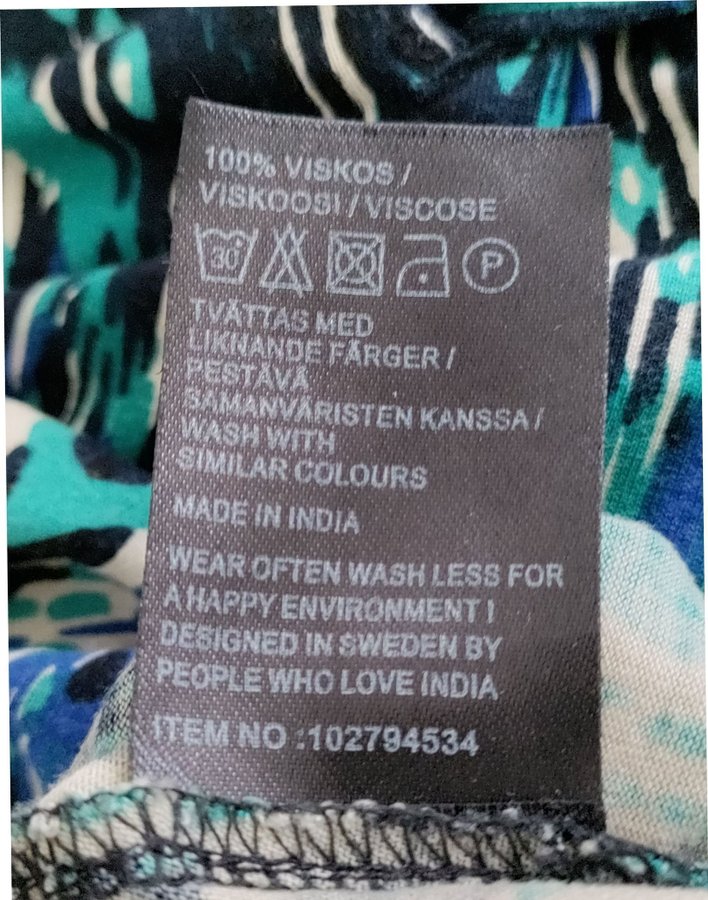 100% VISKOS /
VISKOOSI / VISCOSE
30° P
TVÄTTAS MED
LIKNANDE FÄRGER /
PESTÄVÄ
SAMANVÄRISTEN KANSSA /
WASH WITH
SIMILAR COLOURS
MADE IN INDIA
WEAR OFTEN WASH LESS FOR
A HAPPY ENVIRONMENT !
DESIGNED IN SWEDEN BY
PEOPLE WHO LOVE INDIA
ITEM NO :102794534